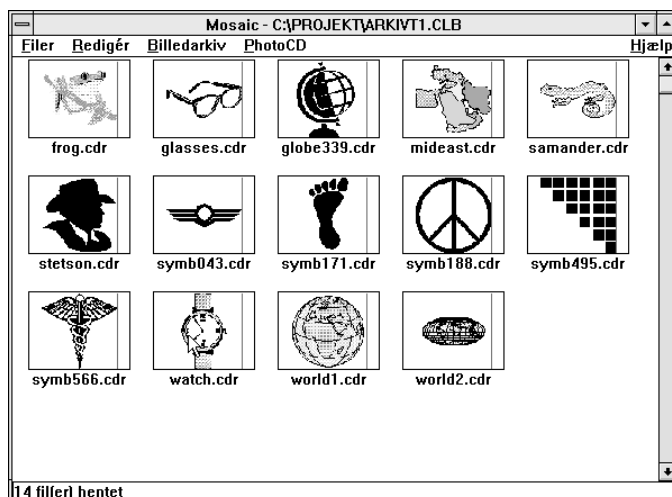 Mosaic - C:\PROJEKT\ARKIVT1.CLB
Filer Redigér Billedarkiv PhotoCD Hjælp
frog.cdr glasses.cdr globe339.cdr mideast.cdr samander.cdr
stetson.cdr symb043.cdr symb171.cdr symb188.cdr symb495.cdr
symb566.cdr watch.cdr world1.cdr world2.cdr
14 fil(er) hentet